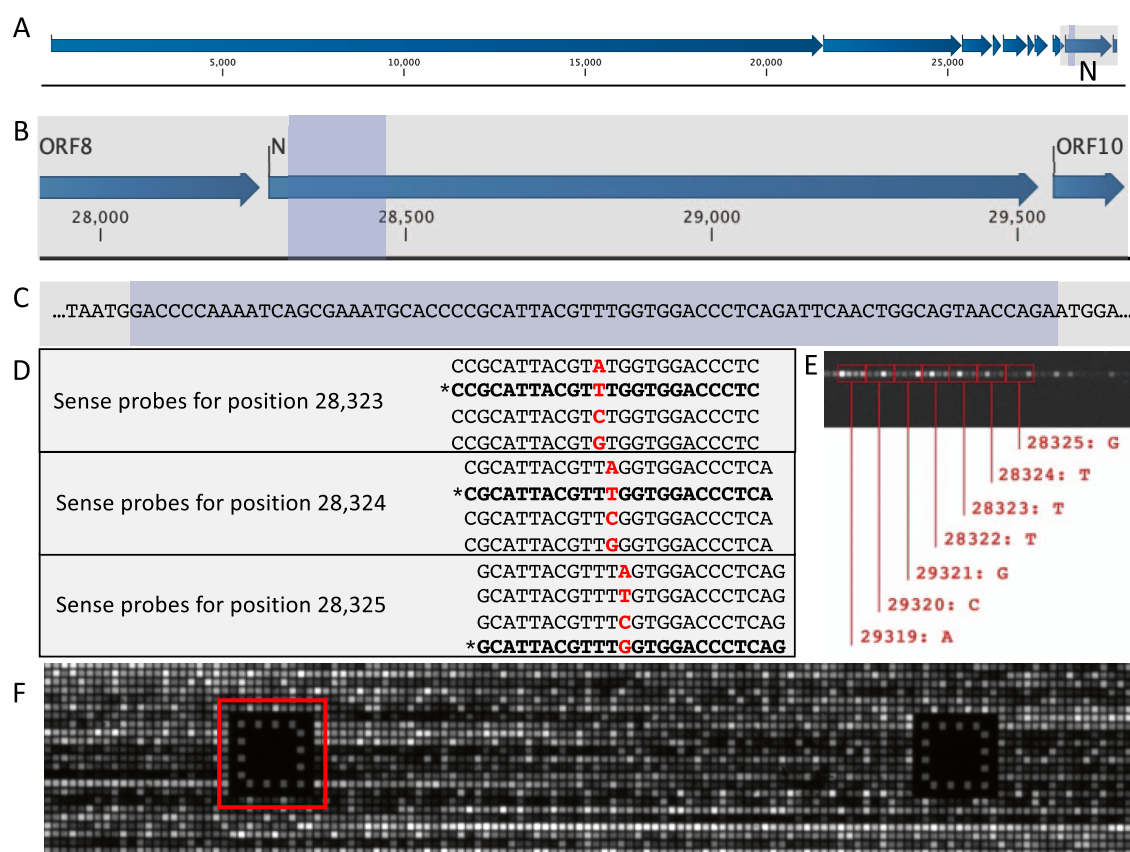 A
5,000 10,000 15,000 20,000 25,000
N
B
ORF8 N ORF10
28,000 28,500 29,000 29,500
C
...TAATGGACCCCAAAATCAGCGAAATGCACCCCGCATTACGTTTGGTGGACCCTCAGATTCAACTGGCAGTAACCAGAATGGA...
D
Sense probes for position 28,323
CCGCATTACGTATGGTGGACCCTC
*CCGCATTACGTTTGGTGGACCCTC
CCGCATTACGTCTGGTGGACCCTC
CCGCATTACGTGTGGTGGACCCTC
Sense probes for position 28,324
CGCATTACGTTAGGTGGACCCTCA
*CGCATTACGTTTGGTGGACCCTCA
CGCATTACGTTCGGTGGACCCTCA
CGCATTACGTTGGGTGGACCCTCA
Sense probes for position 28,325
GCATTACGTTTAGTGGACCCTCAG
GCATTACGTTTTGTGGACCCTCAG
GCATTACGTTTCGTGGACCCTCAG
*GCATTACGTTTGGTGGACCCTCAG
E
28325: G
28324: T
28323: T
28322: T
29321: G
29320: C
29319: A
F